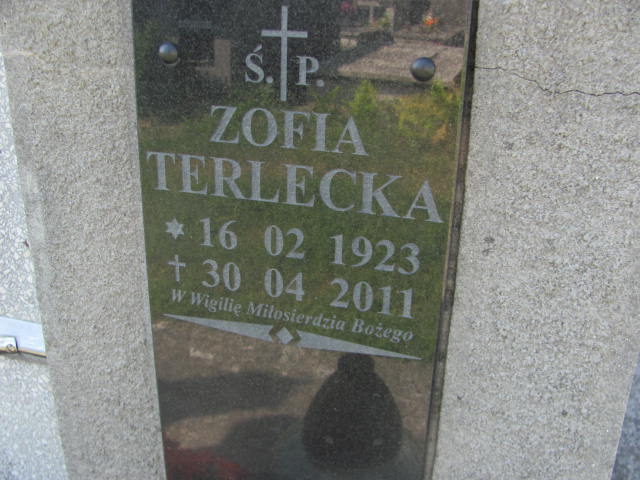 Ś. P.
ZOFIA
TERLECKA
16 02 1923
30 04 2011
W Wigilię Miłosierdzia Bożego